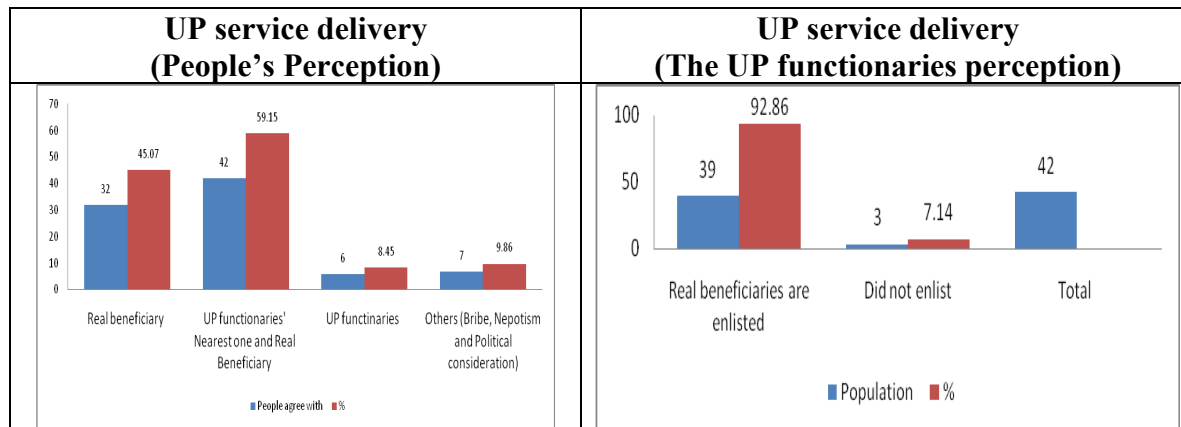 UP service delivery
(People's Perception)
UP service delivery
(The UP functionaries perception)
70
60
50
40
30
20
10
0
32
45.07
42
59.15
6
8.45
7
9.86
Real beneficiary
UP functionaries'
Nearest one and Real
Beneficiary
UP functinaries
Others (Bribe, Nepotism
and Political
consideration)
People agree with
%
100
50
0
39
92.86
3
7.14
42
Real beneficiaries are
enlisted
Did not enlist
Total
Population
%